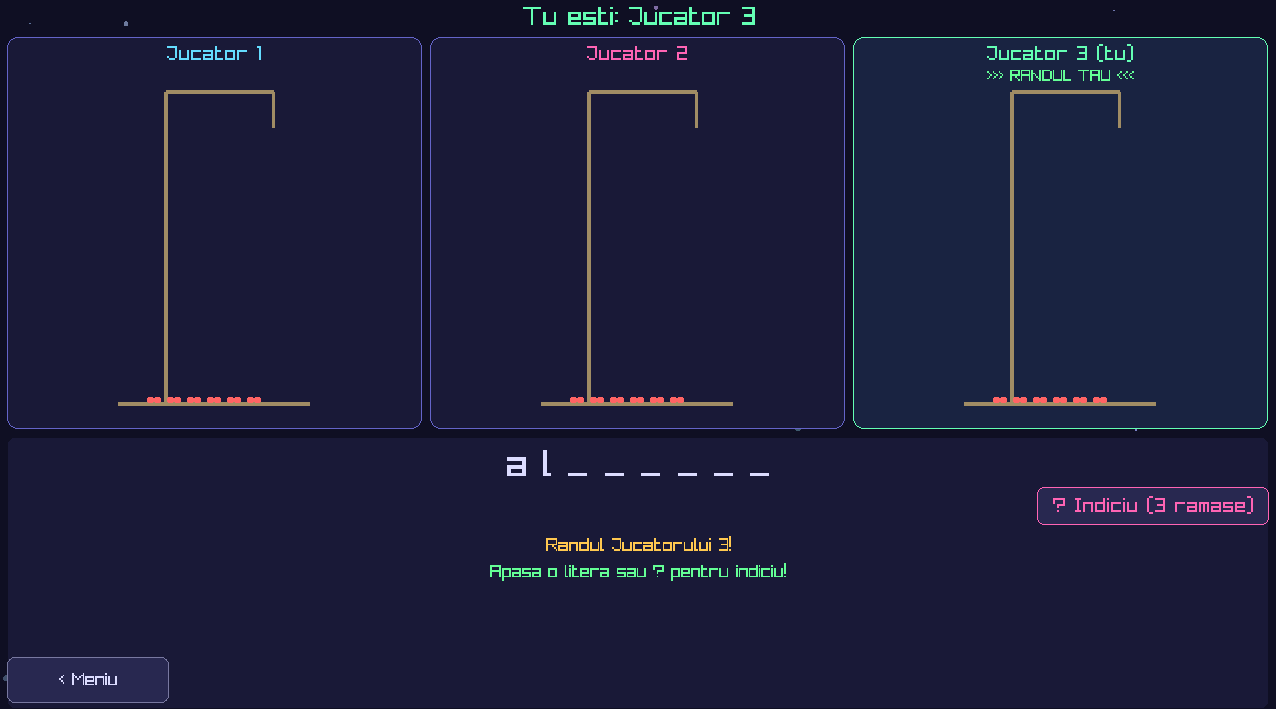 Tu esti: Jucator 3
Jucator 1
Jucator 2
Jucator 3 (tu)
>>> RANDUL TAU <<<
a l _ _ _ _ _ _
? Indiciu (3 ramase)
Randul Jucatorului 3!
Apasa o litera sau ? pentru indiciu!
< Meniu